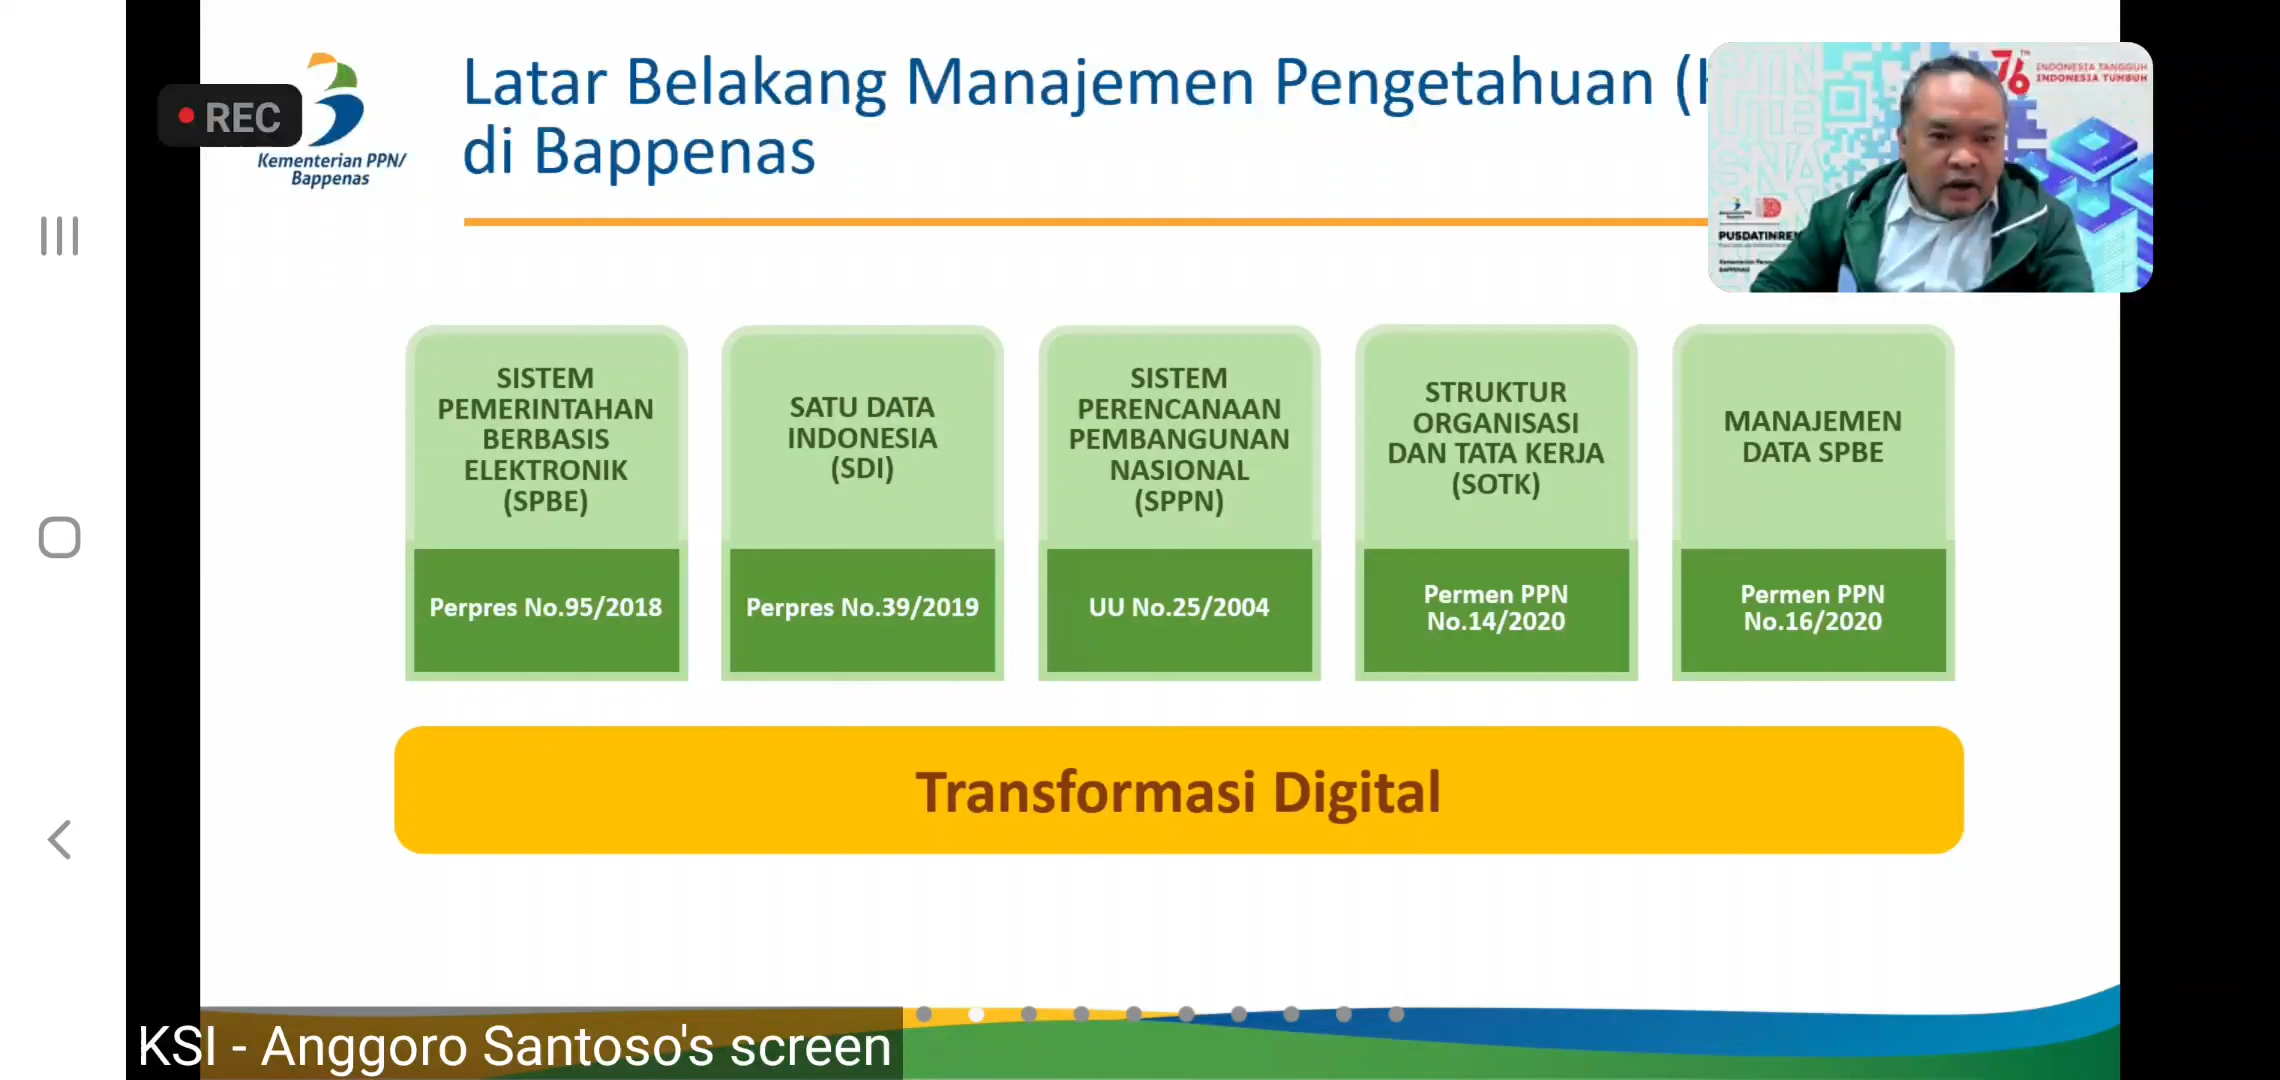 Latar Belakang Manajemen Pengetahuan (
di Bappenas
REC
Kementerian PPN/
Bappenas
76TH
INDONESIA TANGGUH
INDONESIA TUMBUH
PUSDATINRE
BAPPENAS
SISTEM
PEMERINTAHAN
BERBASIS
ELEKTRONIK
(SPBE)
Perpres No.95/2018
SATU DATA
INDONESIA
(SDI)
Perpres No.39/2019
SISTEM
PERENCANAAN
PEMBANGUNAN
NASIONAL
(SPPN)
UU No.25/2004
STRUKTUR
ORGANISASI
DAN TATA KERJA
(SOTK)
Permen PPN
No.14/2020
MANAJEMEN
DATA SPBE
Permen PPN
No.16/2020
Transformasi Digital
KSI - Anggoro Santoso's screen